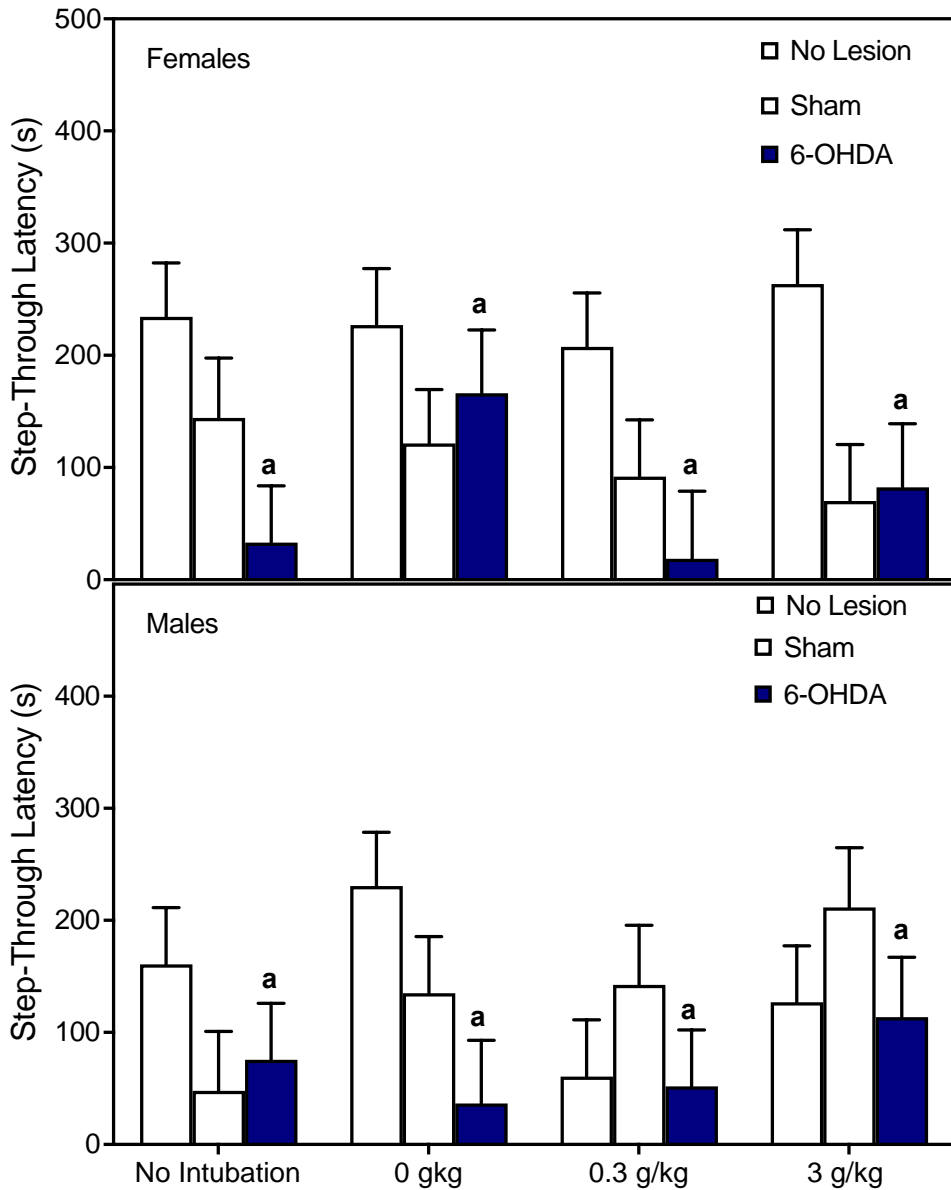 500
Females
No Lesion
Sham
6-OHDA
400
300
200
100
0
Step-Through Latency (s)
a
a
a
a
Males
No Lesion
Sham
6-OHDA
400
300
200
100
0
Step-Through Latency (s)
a
a
a
a
No Intubation
0 gkg
0.3 g/kg
3 g/kg